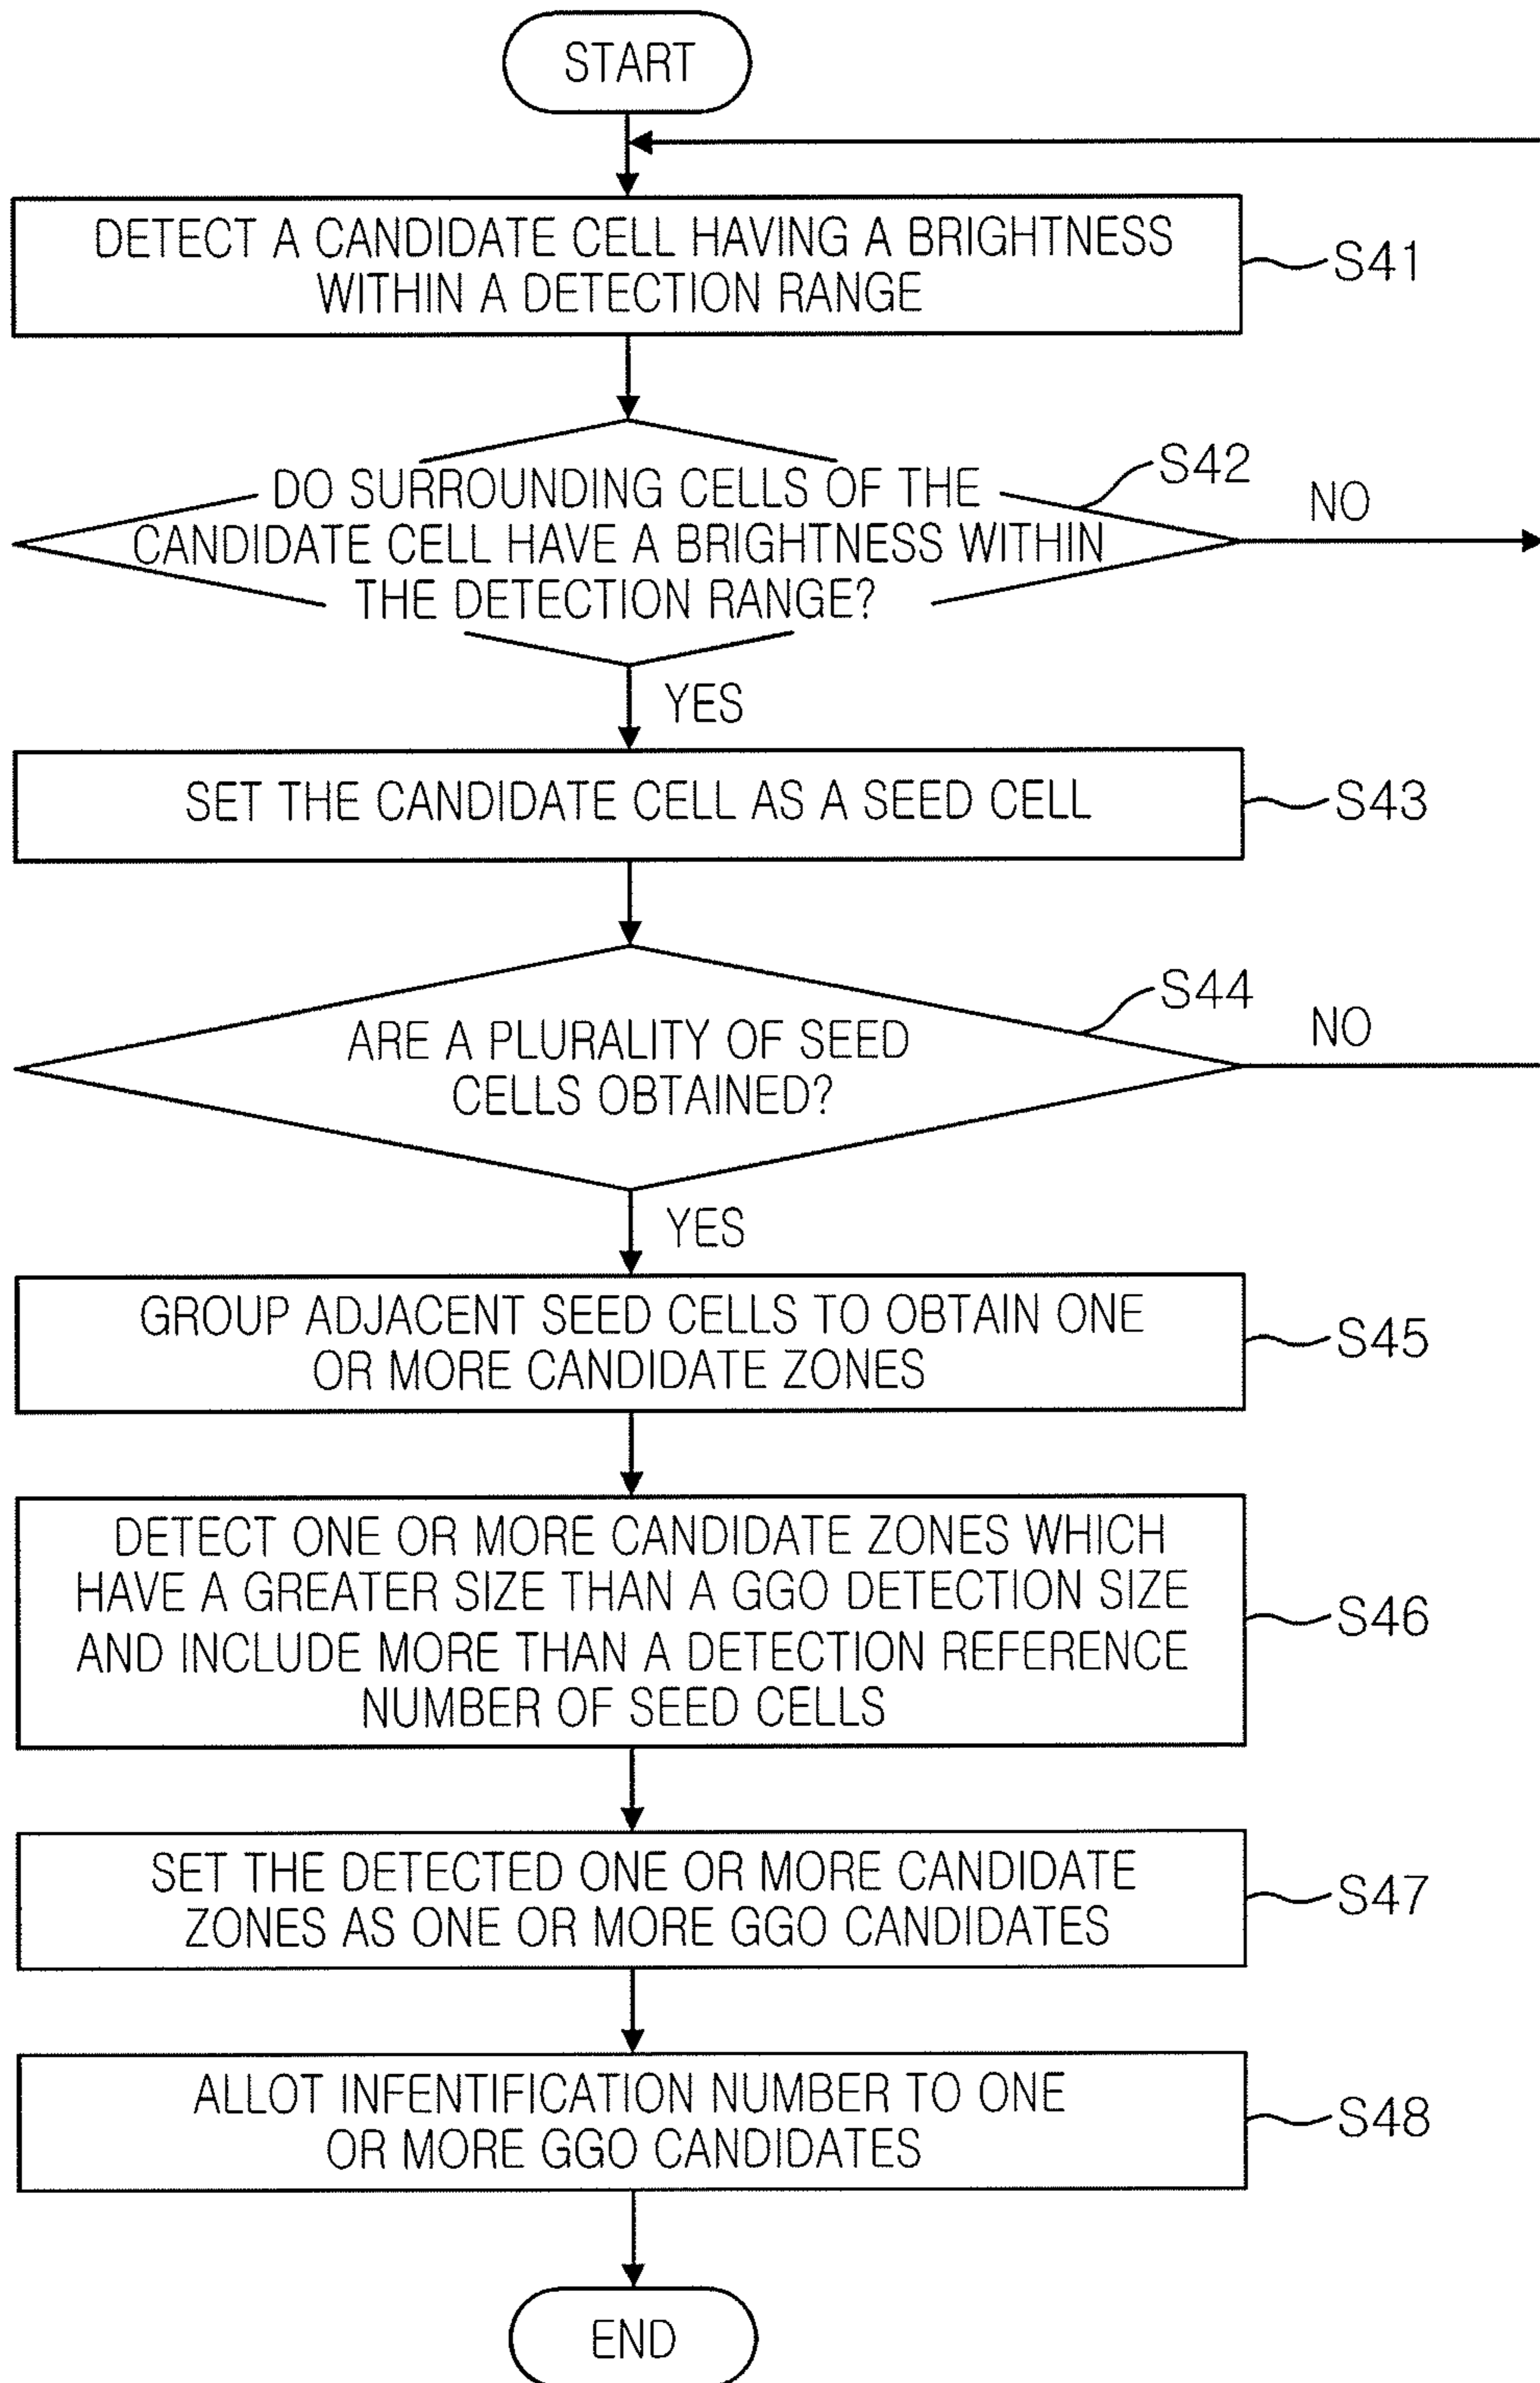 START
DETECT A CANDIDATE CELL HAVING A BRIGHTNESS
WITHIN A DETECTION RANGE
S41
S42
DO SURROUNDING CELLS OF THE
CANDIDATE CELL HAVE A BRIGHTNESS WITHIN
THE DETECTION RANGE?
NO
YES
SET THE CANDIDATE CELL AS A SEED CELL
S43
S44
ARE A PLURALITY OF SEED
CELLS OBTAINED?
NO
YES
GROUP ADJACENT SEED CELLS TO OBTAIN ONE
OR MORE CANDIDATE ZONES
S45
DETECT ONE OR MORE CANDIDATE ZONES WHICH
HAVE A GREATER SIZE THAN A GGO DETECTION SIZE
AND INCLUDE MORE THAN A DETECTION REFERENCE
NUMBER OF SEED CELLS
S46
SET THE DETECTED ONE OR MORE CANDIDATE
ZONES AS ONE OR MORE GGO CANDIDATES
S47
ALLOT INFENTIFICATION NUMBER TO ONE
OR MORE GGO CANDIDATES
S48
END